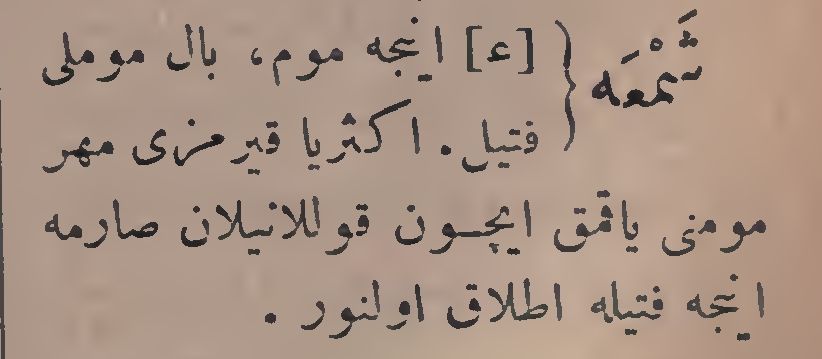 شَمْعَه { [ع] اینجه موم، بال موملی
فتیل. اکثریا قیرمزی مهر
مومنی یاقمق ایچون قوللانیلان صارمه
اینجه فتیله اطلاق اولنور .